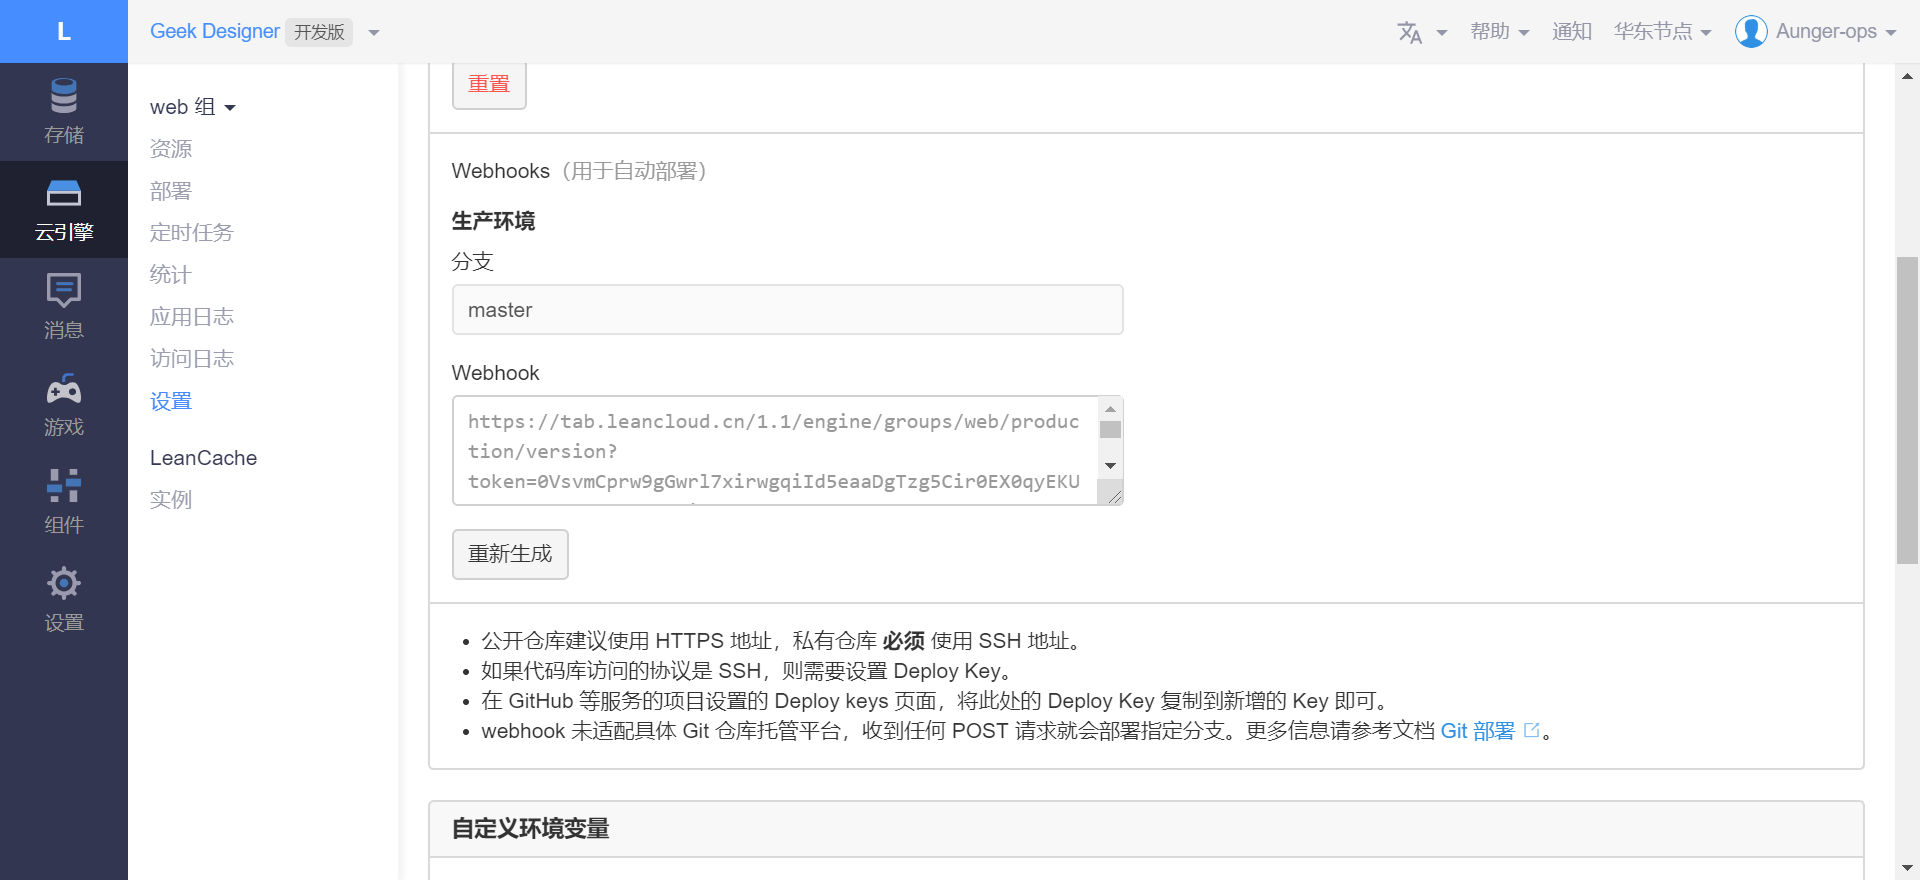 L
Geek Designer 开发版
帮助 通知 华东节点 Aunger-ops
存储
云引擎
消息
游戏
组件
设置
web 组
资源
部署
定时任务
统计
应用日志
访问日志
设置
LeanCache
实例
重置
Webhooks（用于自动部署）
生产环境
分支
master
Webhook
https://tab.leancloud.cn/1.1/engine/groups/web/produc
tion/version?
token=0VsvmCprw9gGwrl7xirwgqiId5eaaDgTzg5Cir0EX0qyEKU
重新生成
• 公开仓库建议使用 HTTPS 地址，私有仓库 必须 使用 SSH 地址。
• 如果代码库访问的协议是 SSH，则需要设置 Deploy Key。
• 在 GitHub 等服务的项目设置的 Deploy keys 页面，将此处的 Deploy Key 复制到新增的 Key 即可。
• webhook 未适配具体 Git 仓库托管平台，收到任何 POST 请求就会部署指定分支。更多信息请参考文档 Git 部署 。
自定义环境变量